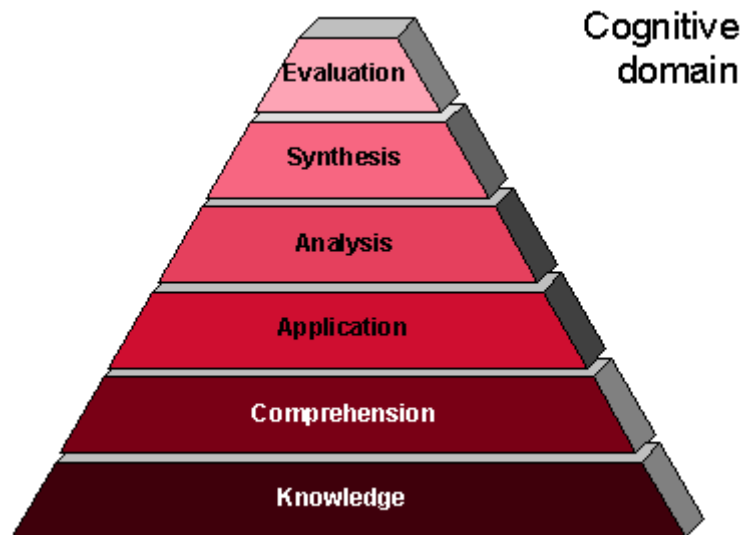 Cognitive
domain
Evaluation
Synthesis
Analysis
Application
Comprehension
Knowledge